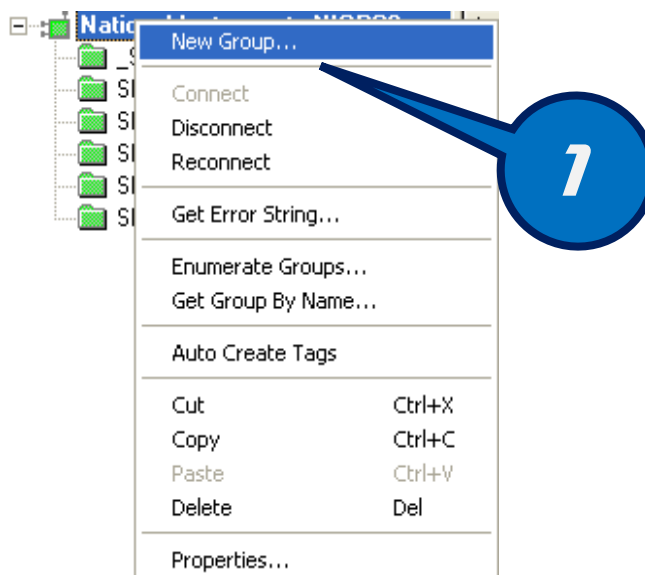 New Group...
Connect
Disconnect
Reconnect
Get Error String...
Enumerate Groups...
Get Group By Name...
Auto Create Tags
Cut Ctrl+X
Copy Ctrl+C
Paste Ctrl+V
Delete Del
Properties...